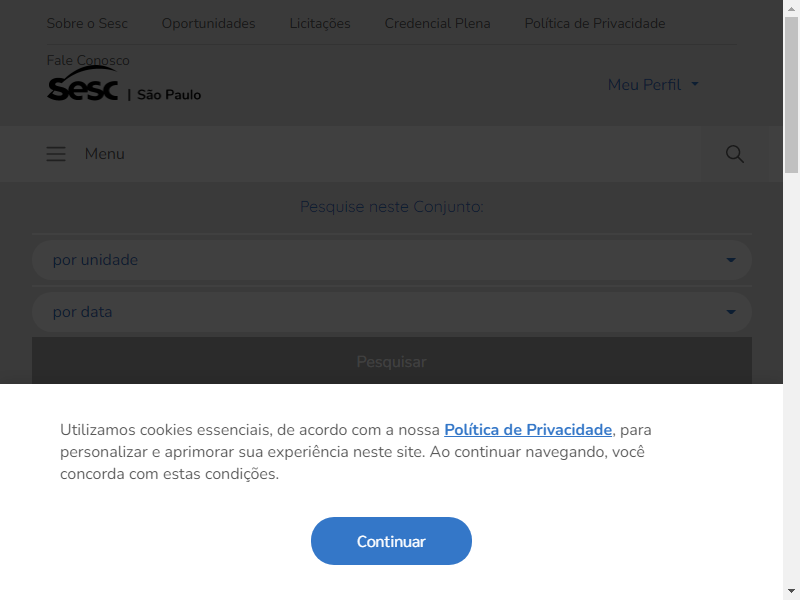 Sobre o Sesc Oportunidades Licitações Credencial Plena Política de Privacidade
Fale Conosco
Sesc | São Paulo
Meu Perfil
Menu
Pesquise neste Conjunto:
por unidade
por data
Pesquisar
Utilizamos cookies essenciais, de acordo com a nossa Política de Privacidade, para
personalizar e aprimorar sua experiência neste site. Ao continuar navegando, você
concorda com estas condições.
Continuar